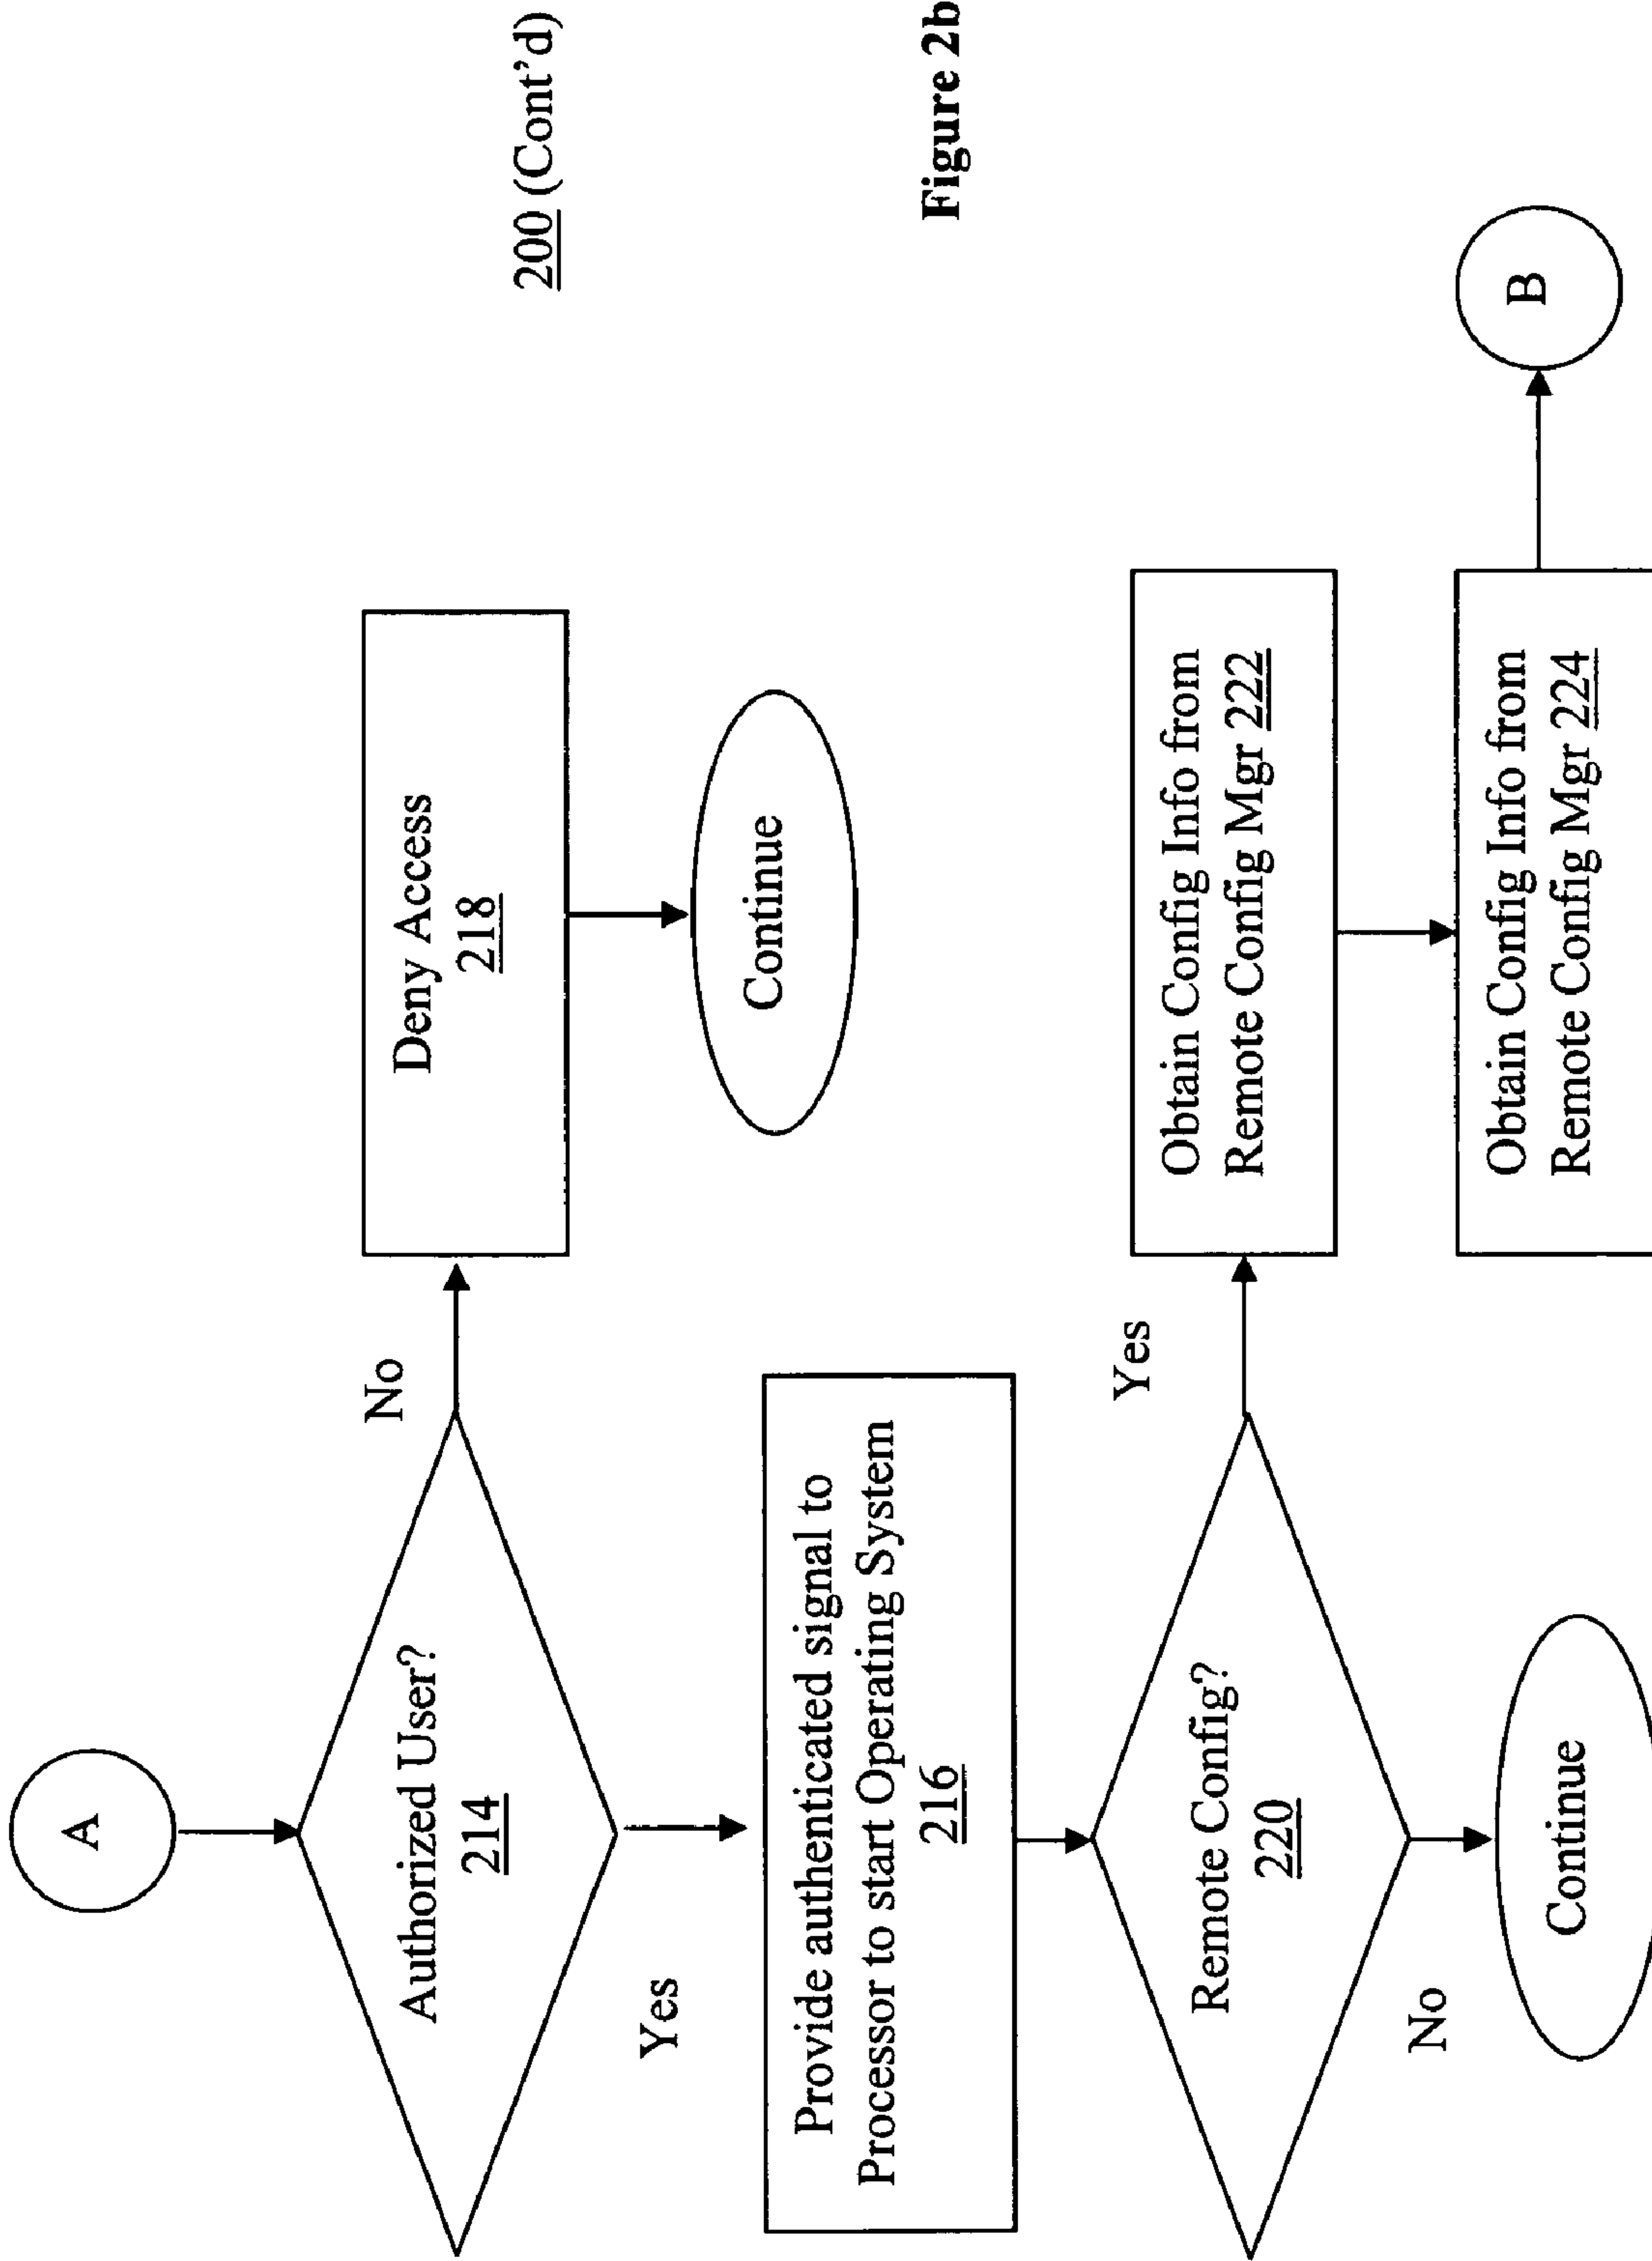 A
Authorized User?
214
No
Deny Access
218
Continue
200 (Cont’d)
Yes
Provide authenticated signal to
Processor to start Operating System
216
Figure 2b
Remote Config?
220
Yes
Obtain Config Info from
Remote Config Mgr 222
No
Continue
Obtain Config Info from
Remote Config Mgr 224
B